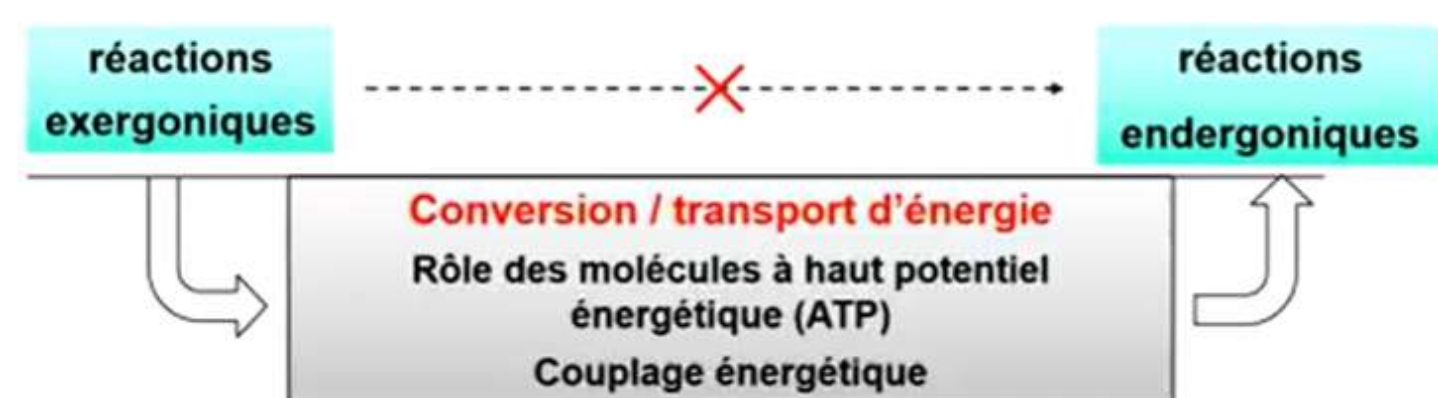 réactions
exergoniques
réactions
endergoniques
Conversion / transport d’énergie
Rôle des molécules à haut potentiel
énergétique (ATP)
Couplage énergétique